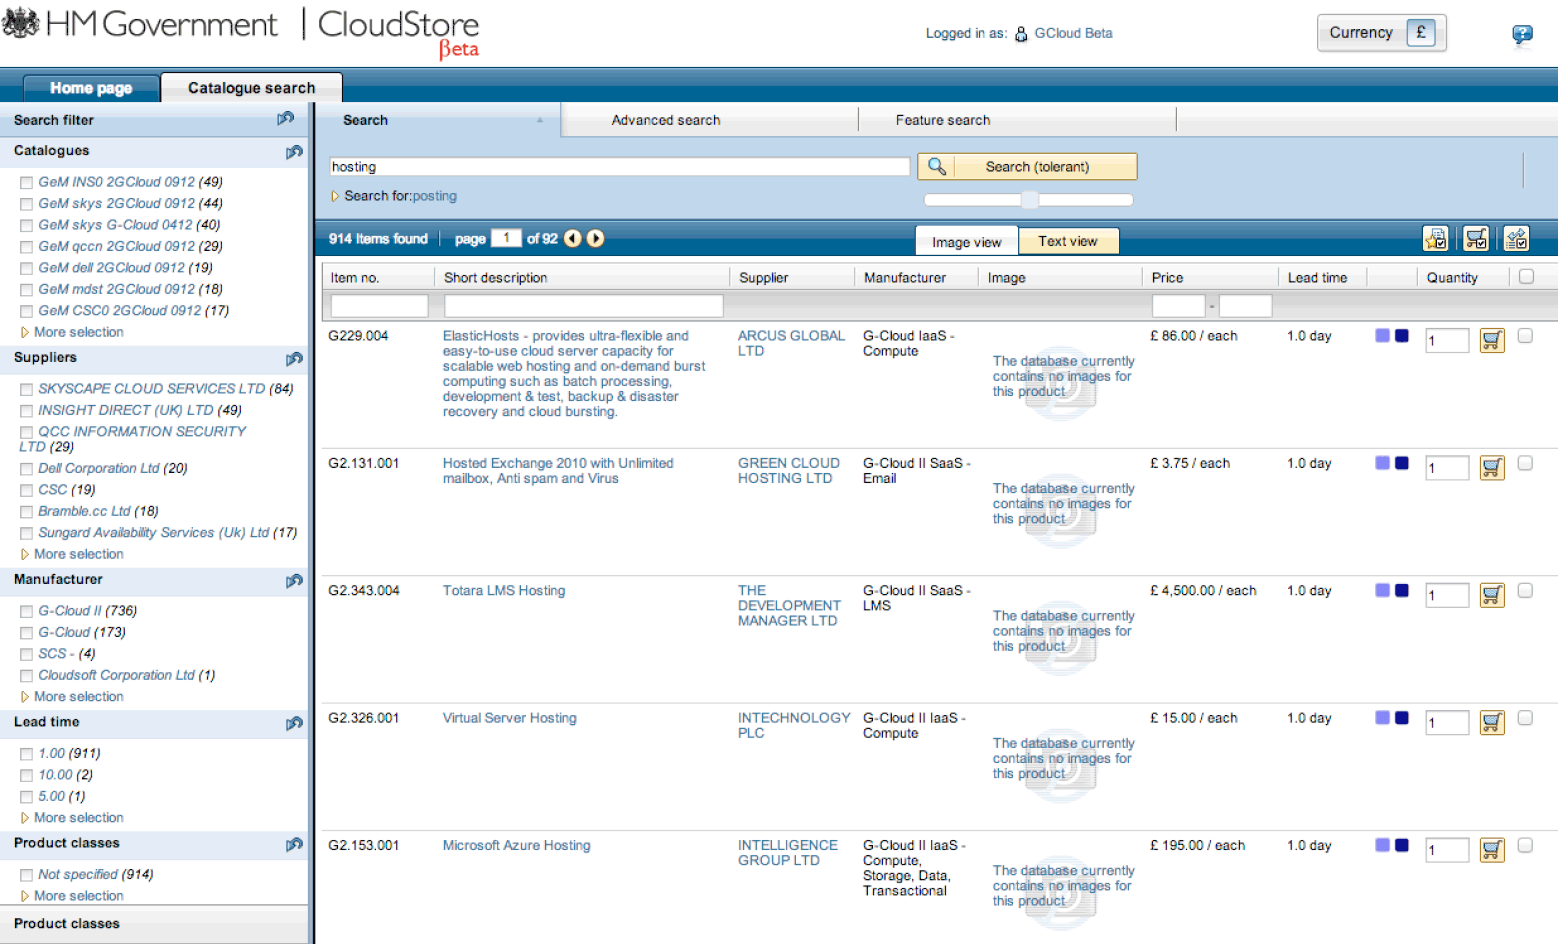 HM Government | CloudStore
Beta
Logged in as: GCloud Beta
Currency £
Home page
Catalogue search
Search filter
Catalogues
GeM INS0 2GCloud 0912 (49)
GeM skys 2GCloud 0912 (44)
GeM skys G-Cloud 0412 (40)
GeM qccn 2GCloud 0912 (29)
GeM dell 2GCloud 0912 (19)
GeM mdst 2GCloud 0912 (18)
GeM CSC0 2GCloud 0912 (17)
More selection
Suppliers
SKYSCAPE CLOUD SERVICES LTD (84)
INSIGHT DIRECT (UK) LTD (49)
QCC INFORMATION SECURITY
LTD (29)
Dell Corporation Ltd (20)
CSC (19)
Bramble.cc Ltd (18)
Sungard Availability Services (Uk) Ltd (17)
More selection
Manufacturer
G-Cloud II (736)
G-Cloud (173)
SCS - (4)
Cloudsoft Corporation Ltd (1)
More selection
Lead time
1.00 (911)
10.00 (2)
5.00 (1)
More selection
Product classes
Not specified (914)
More selection
Product classes
Search
Advanced search
Feature search
hosting
Search (tolerant)
Search for:posting
914 Items found
page 1 of 92
Image view
Text view
Item no. Short description Supplier Manufacturer Image Price Lead time Quantity
-
G229.004
ElasticHosts - provides ultra-flexible and
easy-to-use cloud server capacity for
scalable web hosting and on-demand burst
computing such as batch processing,
development & test, backup & disaster
recovery and cloud bursting.
ARCUS GLOBAL
LTD
G-Cloud IaaS -
Compute
The database currently
contains no images for
this product
£ 86.00 / each
1.0 day
1
G2.131.001
Hosted Exchange 2010 with Unlimited
mailbox, Anti spam and Virus
GREEN CLOUD
HOSTING LTD
G-Cloud II SaaS -
Email
The database currently
contains no images for
this product
£ 3.75 / each
1.0 day
1
G2.343.004
Totara LMS Hosting
THE
DEVELOPMENT
MANAGER LTD
G-Cloud II SaaS -
LMS
The database currently
contains no images for
this product
£ 4,500.00 / each
1.0 day
1
G2.326.001
Virtual Server Hosting
INTECHNOLOGY
PLC
G-Cloud II IaaS -
Compute
The database currently
contains no images for
this product
£ 15.00 / each
1.0 day
1
G2.153.001
Microsoft Azure Hosting
INTELLIGENCE
GROUP LTD
G-Cloud II IaaS -
Compute,
Storage, Data,
Transactional
The database currently
contains no images for
this product
£ 195.00 / each
1.0 day
1